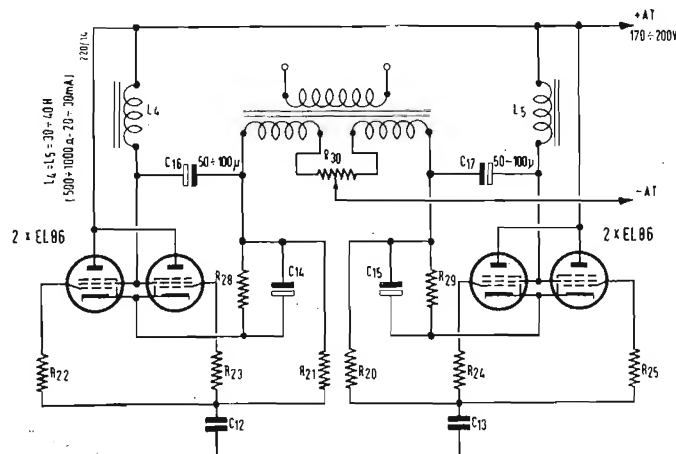 220/14
+AT
170÷200V
L4 = L5 = 30÷40H
(500÷1000Ω - 20-30mA)
L4
L5
C16
50÷100µ
R30
C17
50-100µ
-AT
2 x EL86
2 x EL86
R28
C14
C15
R29
R22
R23
R21
R20
R24
R25
C12
C13